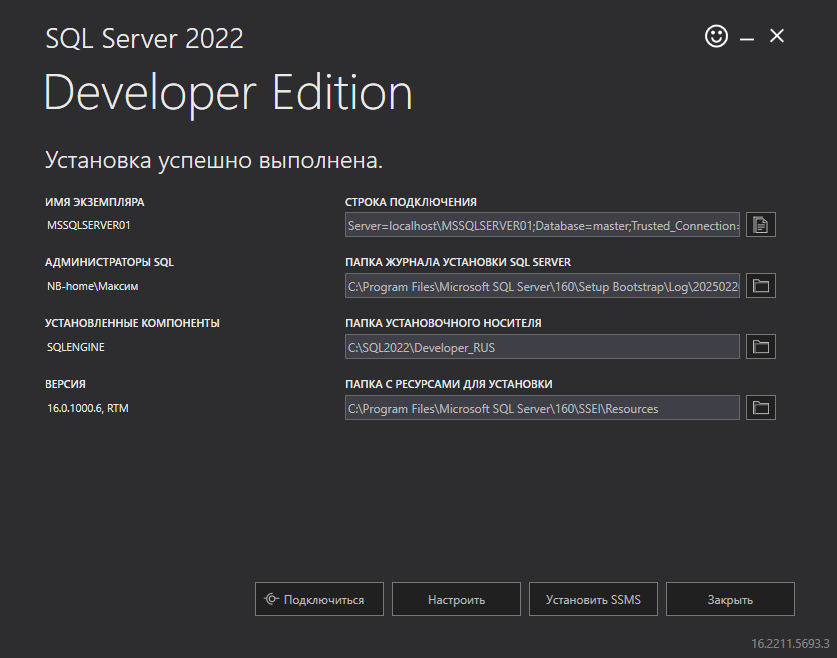 SQL Server 2022
Developer Edition
Установка успешно выполнена.
ИМЯ ЭКЗЕМПЛЯРА
MSSQLSERVER01
СТРОКА ПОДКЛЮЧЕНИЯ
Server=localhost\MSSQLSERVER01;Database=master;Trusted_Connection=
АДМИНИСТРАТОРЫ SQL
NB-home\Максим
ПАПКА ЖУРНАЛА УСТАНОВКИ SQL SERVER
C:\Program Files\Microsoft SQL Server\160\Setup Bootstrap\Log\2025022
УСТАНОВЛЕННЫЕ КОМПОНЕНТЫ
SQLENGINE
ПАПКА УСТАНОВОЧНОГО НОСИТЕЛЯ
C:\SQL2022\Developer_RUS
ВЕРСИЯ
16.0.1000.6, RTM
ПАПКА С РЕСУРСАМИ ДЛЯ УСТАНОВКИ
C:\Program Files\Microsoft SQL Server\160\SSEI\Resources
Подключиться
Настроить
Установить SSMS
Закрыть
16.2211.5693.3